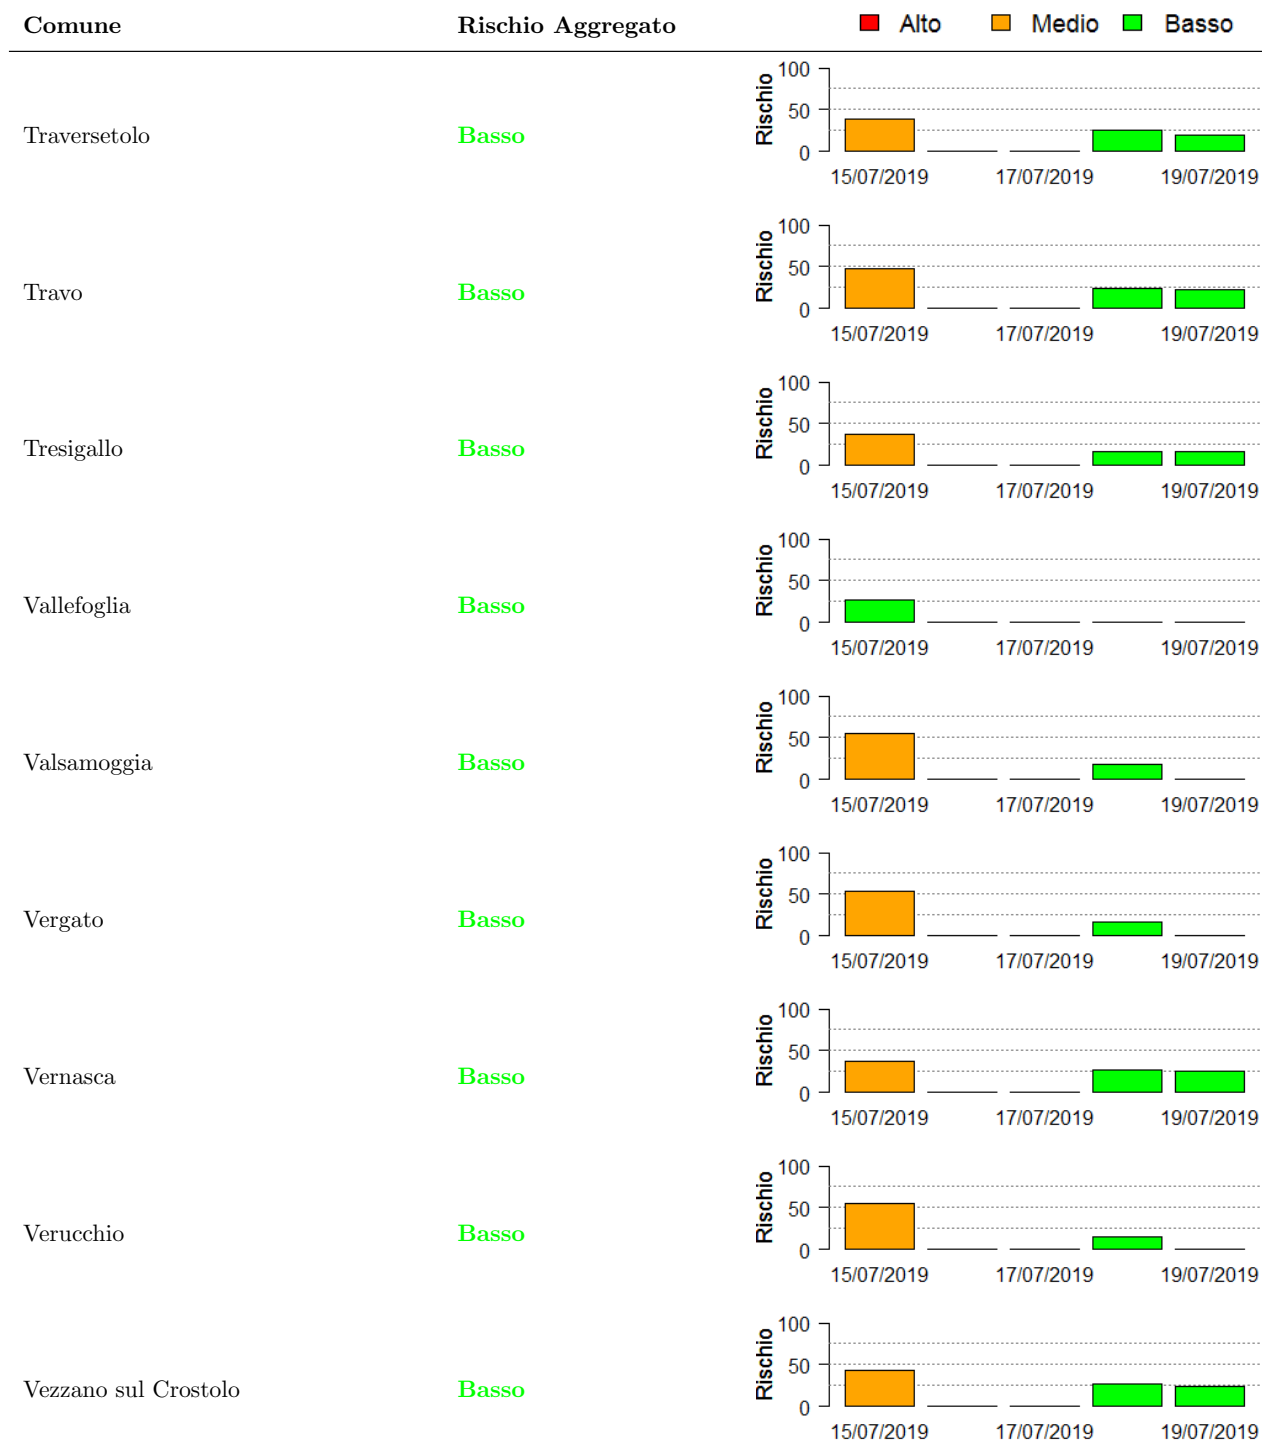 Comune Rischio Aggregato Alto Medio Basso
100
50
0
Rischio
Traversetolo Basso
15/07/2019 17/07/2019 19/07/2019
100
50
0
Rischio
Travo Basso
15/07/2019 17/07/2019 19/07/2019
100
50
0
Rischio
Tresigallo Basso
15/07/2019 17/07/2019 19/07/2019
100
50
0
Rischio
Vallefoglia Basso
15/07/2019 17/07/2019 19/07/2019
100
50
0
Rischio
Valsamoggia Basso
15/07/2019 17/07/2019 19/07/2019
100
50
0
Rischio
Vergato Basso
15/07/2019 17/07/2019 19/07/2019
100
50
0
Rischio
Vernasca Basso
15/07/2019 17/07/2019 19/07/2019
100
50
0
Rischio
Verucchio Basso
15/07/2019 17/07/2019 19/07/2019
100
50
0
Rischio
Vezzano sul Crostolo Basso
15/07/2019 17/07/2019 19/07/2019